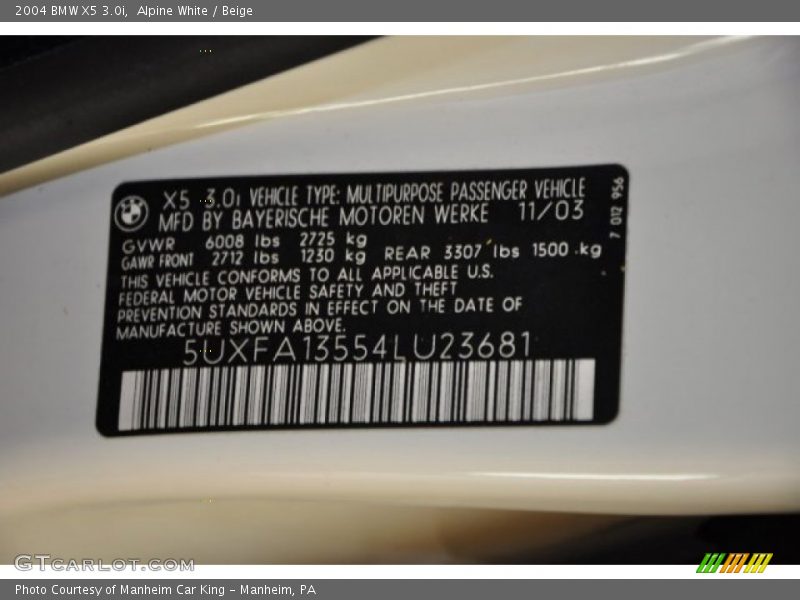 2004 BMW X5 3.0i,  Alpine White / Beige
X5 3.0i VEHICLE TYPE: MULTIPURPOSE PASSENGER VEHICLE
MFD BY BAYERISCHE MOTOREN WERKE 11/03
7 012 956
GVWR 6008 lbs 2725 kg
GAWR FRONT 2712 lbs 1230 kg REAR 3307 lbs 1500 kg
THIS VEHICLE CONFORMS TO ALL APPLICABLE U.S.
FEDERAL MOTOR VEHICLE SAFETY AND THEFT
PREVENTION STANDARDS IN EFFECT ON THE DATE OF
MANUFACTURE SHOWN ABOVE.
5UXFA13554LU23681
GTCARLOT.COM
Photo Courtesy of Manheim Car King - Manheim, PA